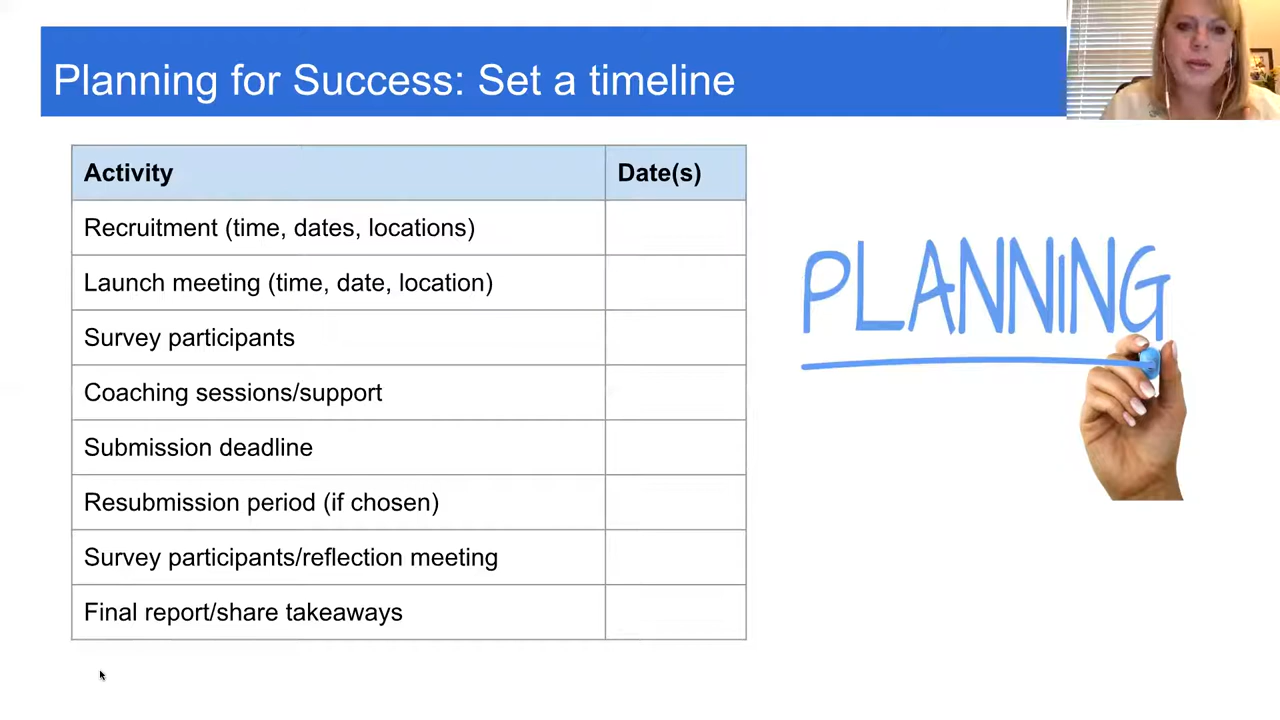 Planning for Success: Set a timeline
Activity Date(s)
Recruitment (time, dates, locations)
Launch meeting (time, date, location)
Survey participants
Coaching sessions/support
Submission deadline
Resubmission period (if chosen)
Survey participants/reflection meeting
Final report/share takeaways
PLANNING